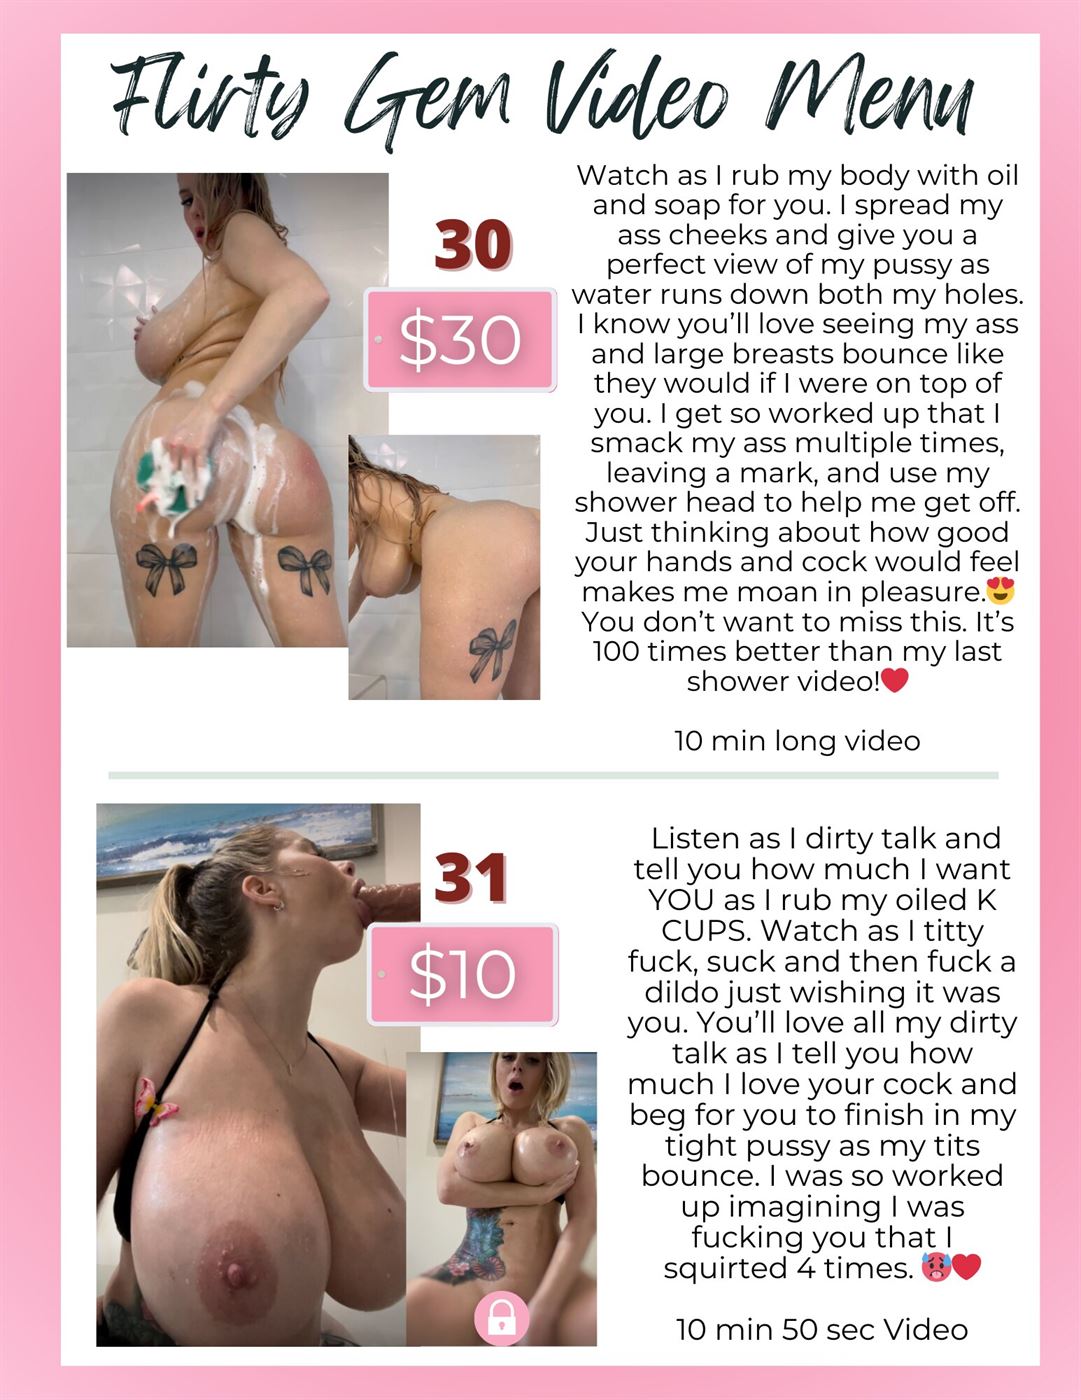 Flirty Gem Video Menu
30
$30
Watch as I rub my body with oil
and soap for you. I spread my
ass cheeks and give you a
perfect view of my pussy as
water runs down both my holes.
I know you’ll love seeing my ass
and large breasts bounce like
they would if I were on top of
you. I get so worked up that I
smack my ass multiple times,
leaving a mark, and use my
shower head to help me get off.
Just thinking about how good
your hands and cock would feel
makes me moan in pleasure.😍
You don’t want to miss this. It’s
100 times better than my last
shower video!❤️
10 min long video
31
$10
Listen as I dirty talk and
tell you how much I want
YOU as I rub my oiled K
CUPS. Watch as I titty
fuck, suck and then fuck a
dildo just wishing it was
you. You’ll love all my dirty
talk as I tell you how
much I love your cock and
beg for you to finish in my
tight pussy as my tits
bounce. I was so worked
up imagining I was
fucking you that I
squirted 4 times. 🥵❤️
10 min 50 sec Video